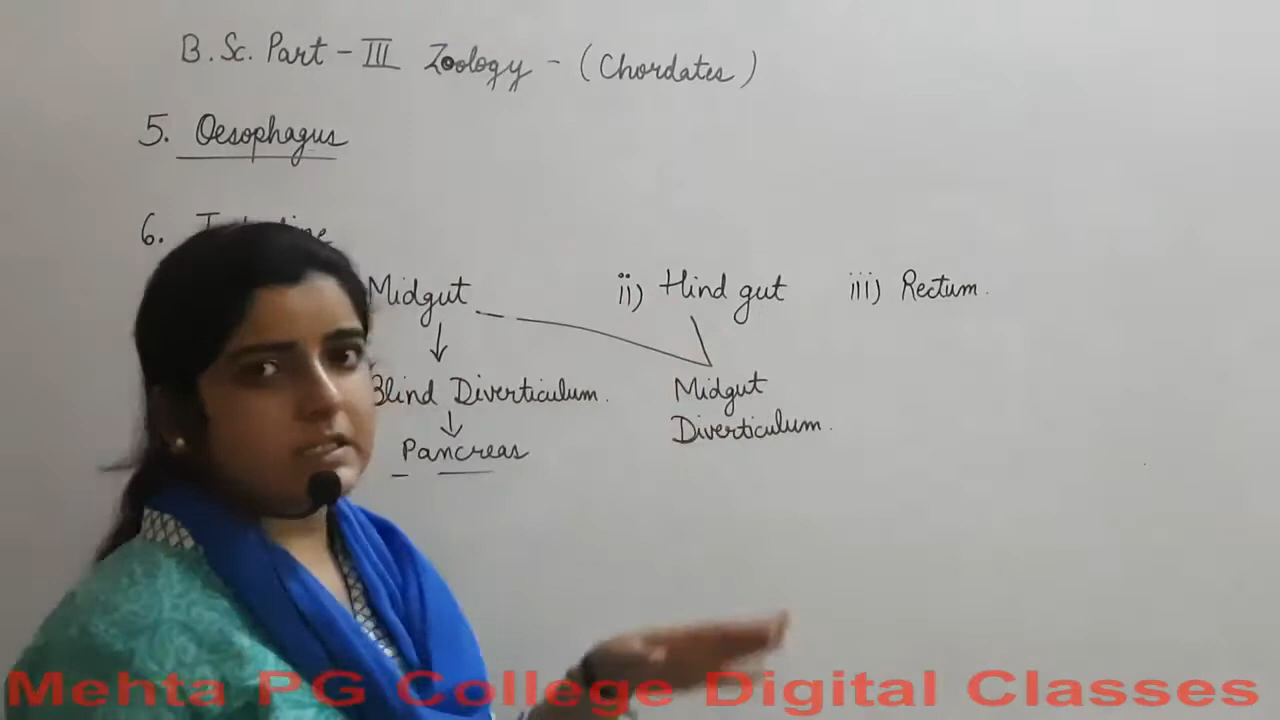 B.Sc. Part - III Zoology - (Chordates)
5. Oesophagus
6.
Midgut ii) Hind gut iii) Rectum.
Blind Diverticulum. Midgut
Diverticulum.
Pancreas
Mehta PG College Digital Classes